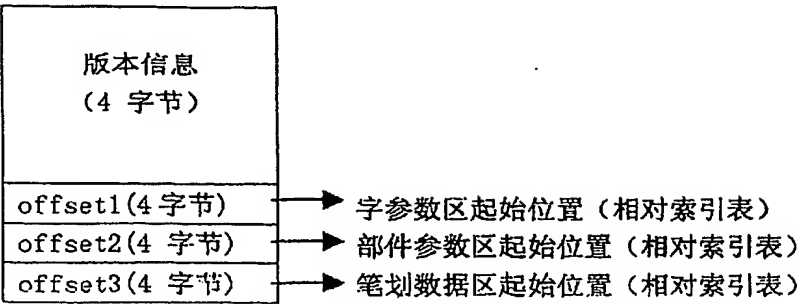 版本信息
(4 字节)
offset1(4字节) 字参数区起始位置（相对索引表）
offset2(4 字节) 部件参数区起始位置（相对索引表）
offset3(4 字节) 笔划数据区起始位置（相对索引表）